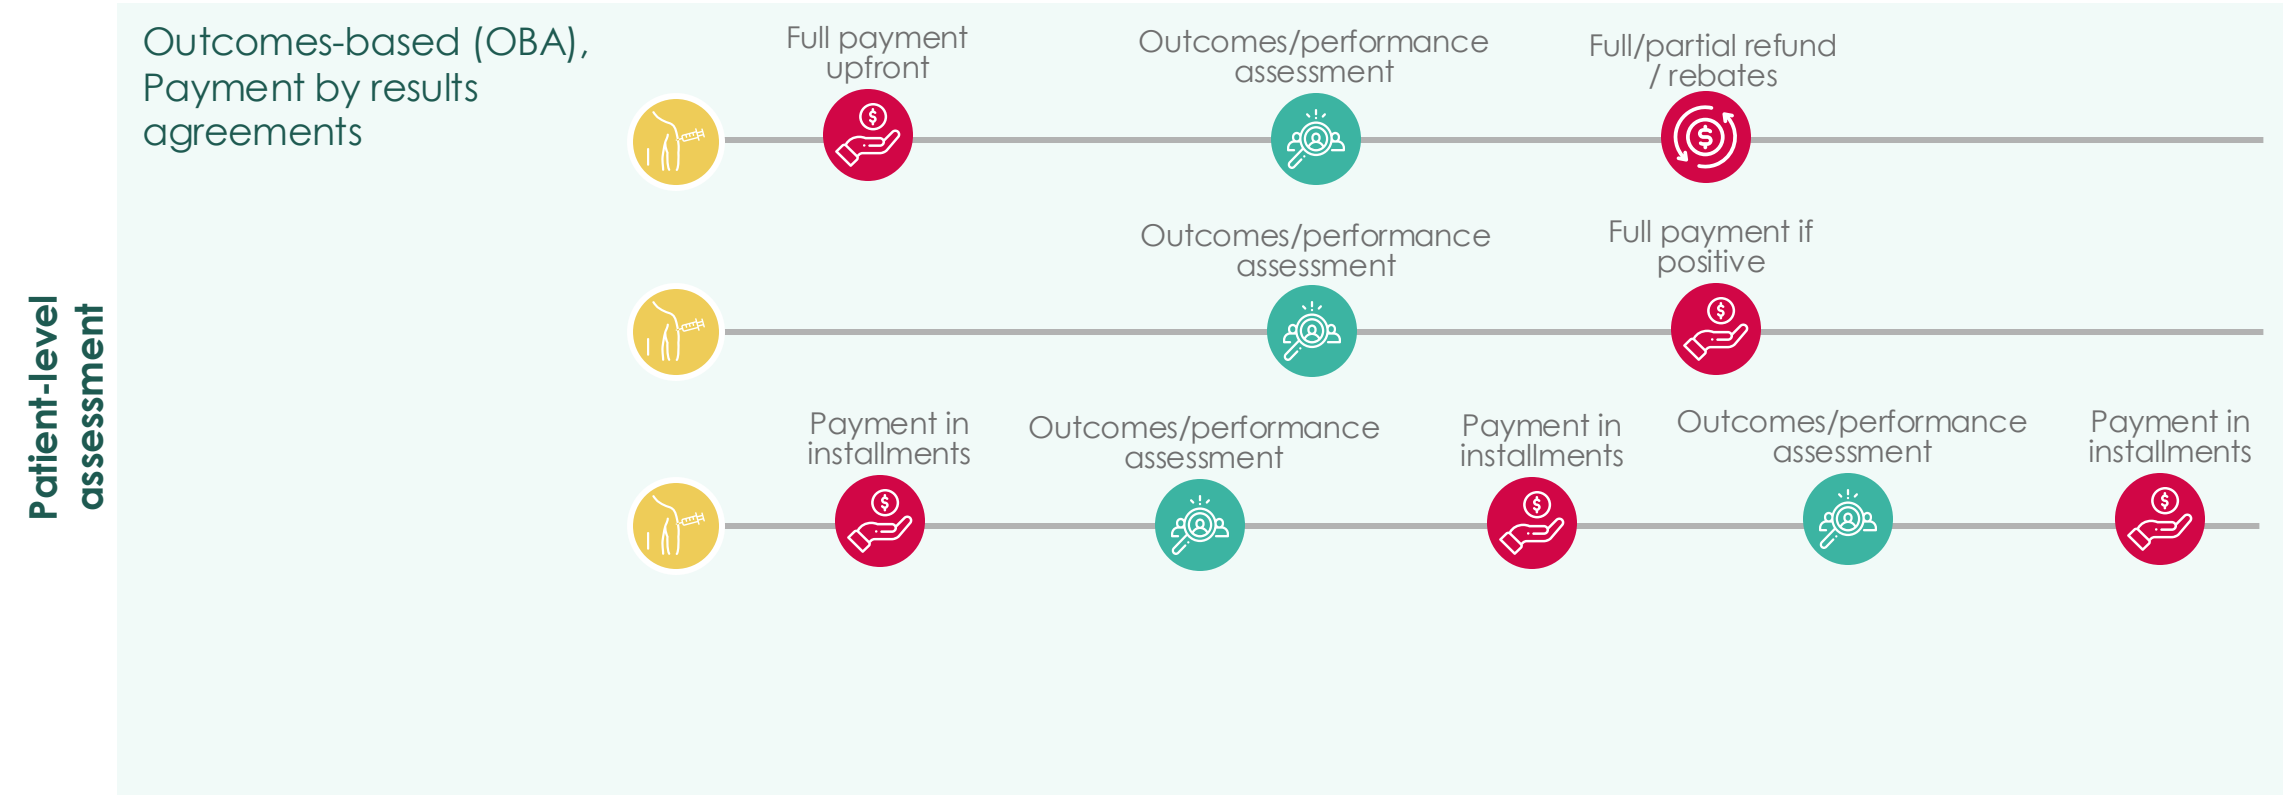 Outcomes-based (OBA),
Payment by results
agreements
Full payment
upfront
Outcomes/performance
assessment
Full/partial refund
/ rebates
Outcomes/performance
assessment
Full payment if
positive
Patient-level
assessment
Payment in
installments
Outcomes/performance
assessment
Payment in
installments
Outcomes/performance
assessment
Payment in
installments